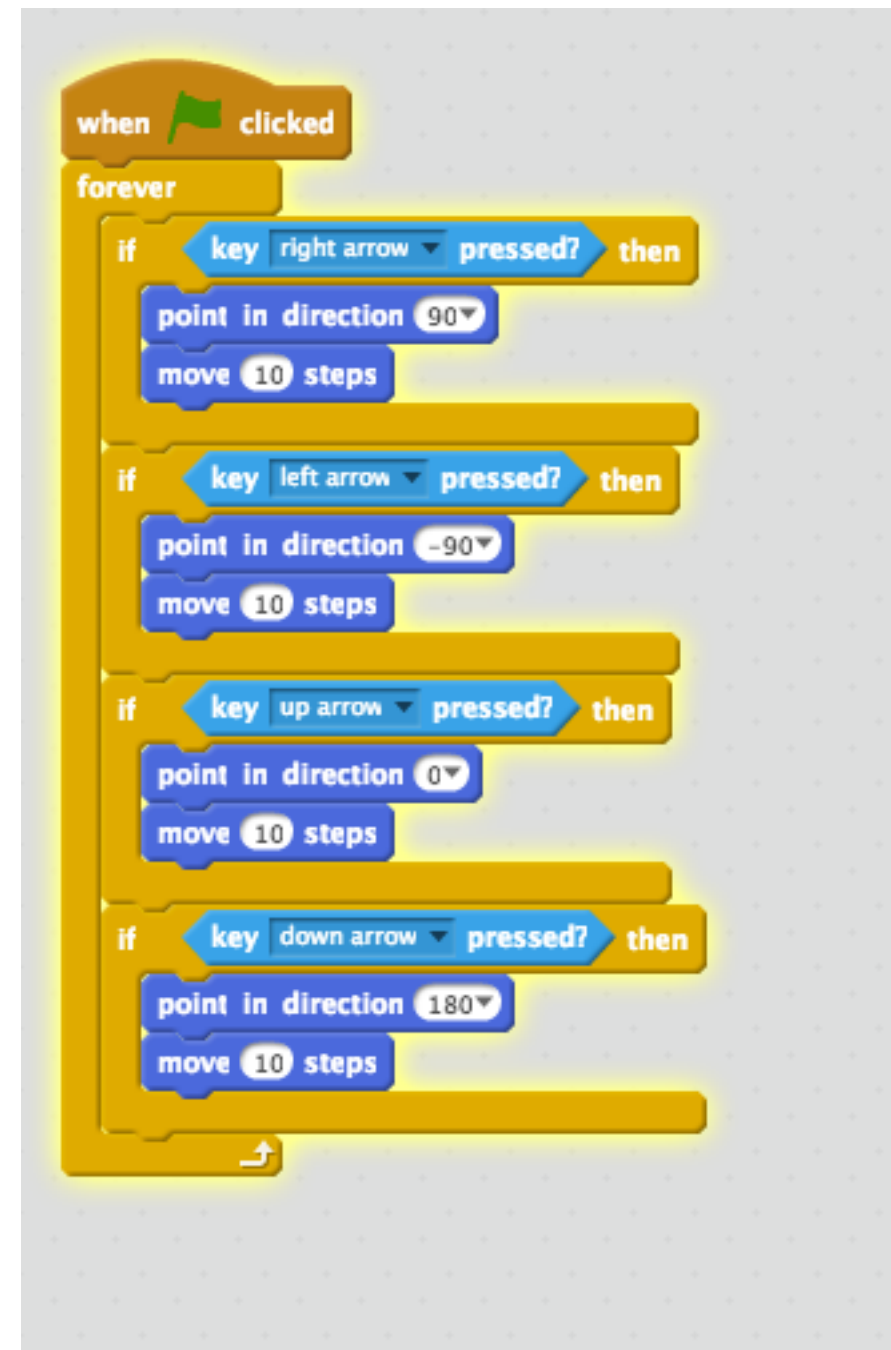 when clicked
forever
if key right arrow pressed? then
point in direction 90
move 10 steps
if key left arrow pressed? then
point in direction -90
move 10 steps
if key up arrow pressed? then
point in direction 0
move 10 steps
if key down arrow pressed? then
point in direction 180
move 10 steps